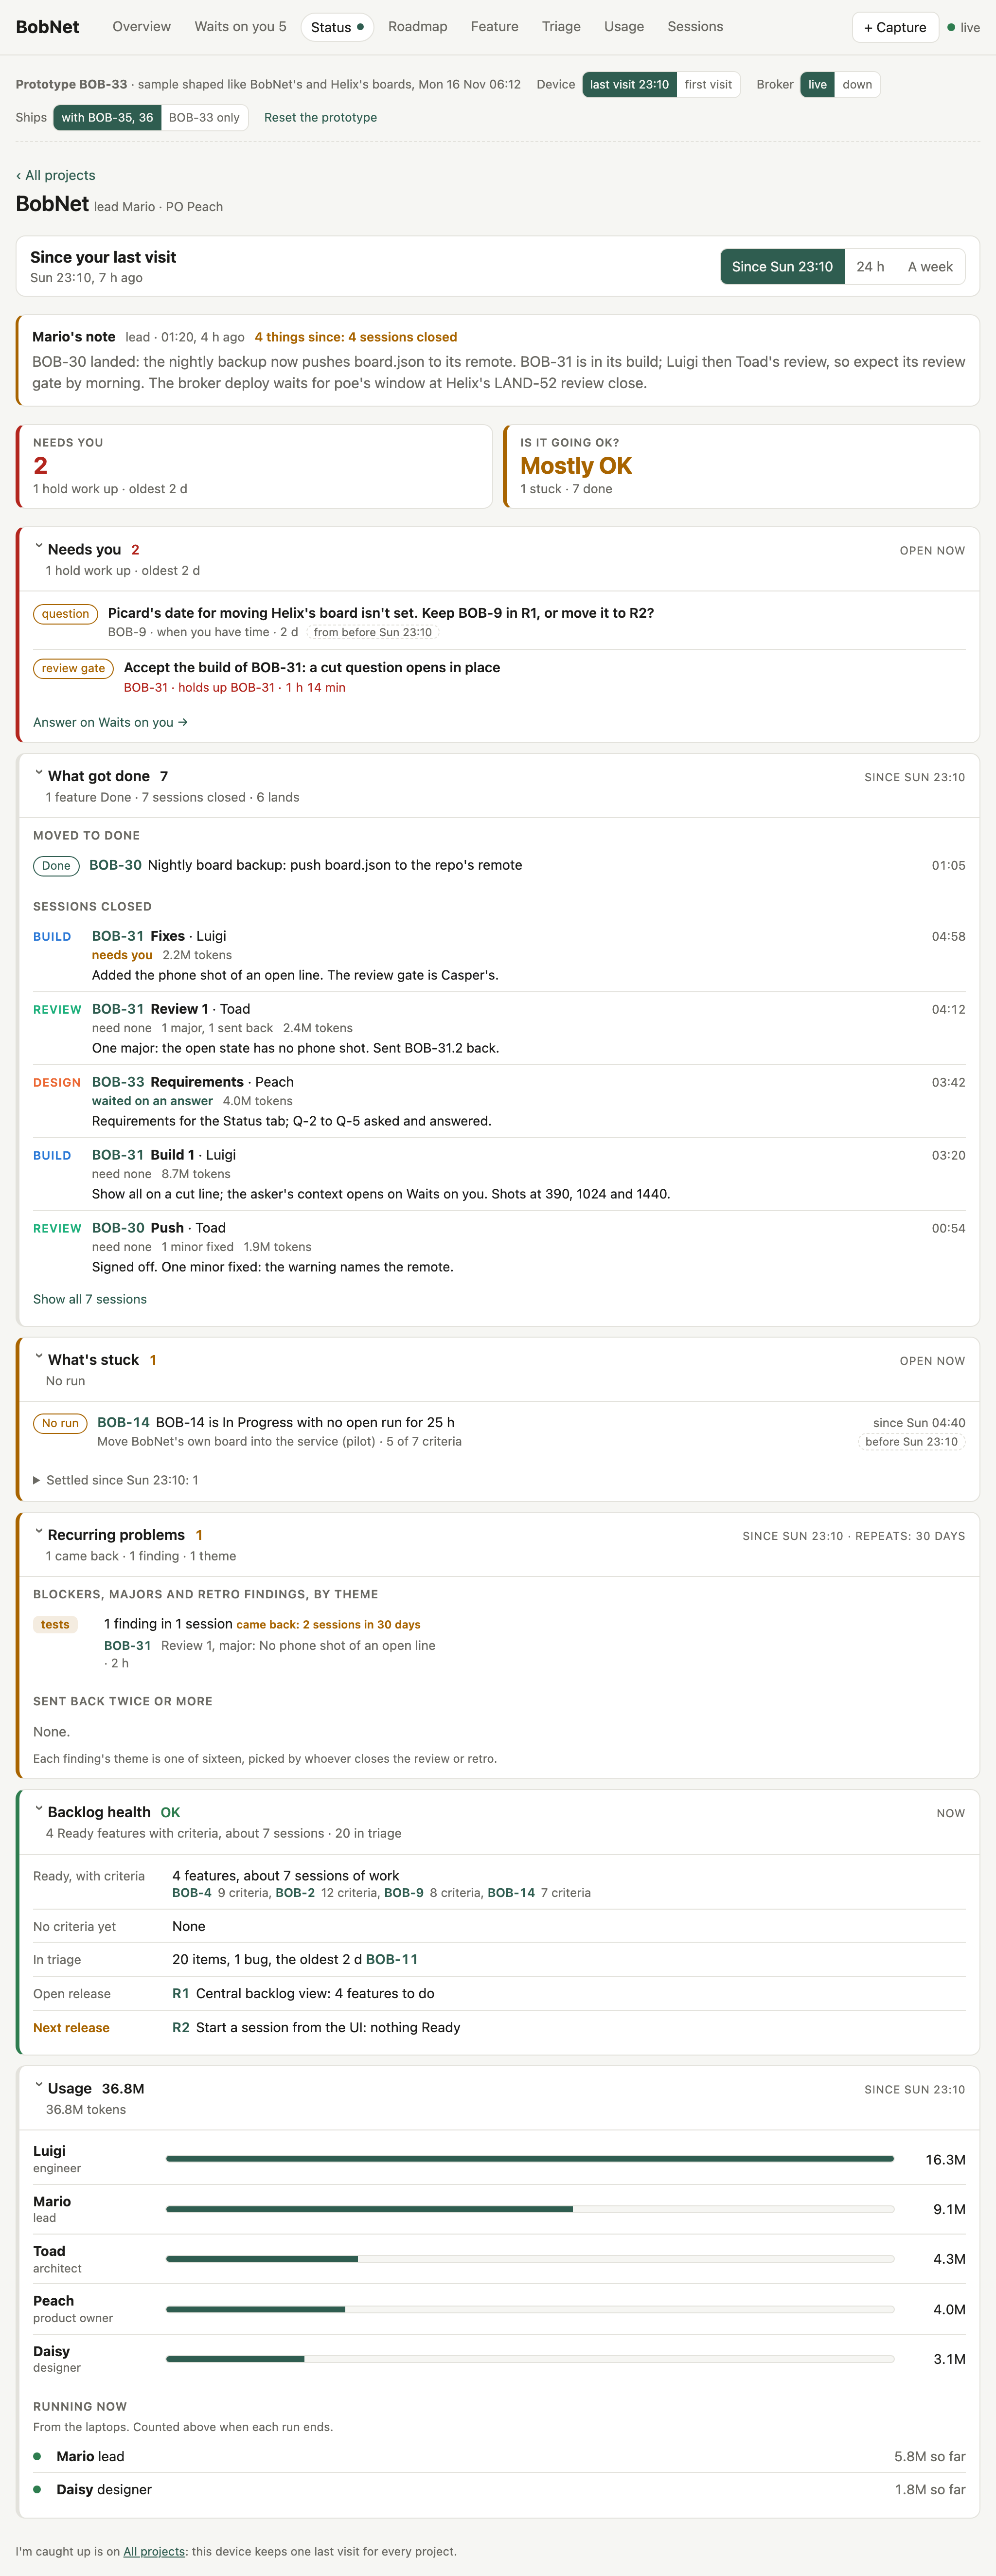 BobNet Overview Waits on you 5 Status Roadmap Feature Triage Usage Sessions + Capture live
Prototype BOB-33 · sample shaped like BobNet's and Helix's boards, Mon 16 Nov 06:12 Device last visit 23:10 first visit Broker live down
Ships with BOB-35, 36 BOB-33 only Reset the prototype
‹ All projects
BobNet lead Mario · PO Peach
Since your last visit
Sun 23:10, 7 h ago
Since Sun 23:10 24 h A week
Mario's note lead · 01:20, 4 h ago 4 things since: 4 sessions closed
BOB-30 landed: the nightly backup now pushes board.json to its remote. BOB-31 is in its build; Luigi then Toad's review, so expect its review
gate by morning. The broker deploy waits for poe's window at Helix's LAND-52 review close.
NEEDS YOU
2
1 hold work up · oldest 2 d
IS IT GOING OK?
Mostly OK
1 stuck · 7 done
Needs you 2 OPEN NOW
1 hold work up · oldest 2 d
question Picard's date for moving Helix's board isn't set. Keep BOB-9 in R1, or move it to R2?
BOB-9 · when you have time · 2 d from before Sun 23:10
review gate Accept the build of BOB-31: a cut question opens in place
BOB-31 · holds up BOB-31 · 1 h 14 min
Answer on Waits on you →
What got done 7 SINCE SUN 23:10
1 feature Done · 7 sessions closed · 6 lands
MOVED TO DONE
Done BOB-30 Nightly board backup: push board.json to the repo's remote 01:05
SESSIONS CLOSED
BUILD BOB-31 Fixes · Luigi 04:58
needs you 2.2M tokens
Added the phone shot of an open line. The review gate is Casper's.
REVIEW BOB-31 Review 1 · Toad 04:12
need none 1 major, 1 sent back 2.4M tokens
One major: the open state has no phone shot. Sent BOB-31.2 back.
DESIGN BOB-33 Requirements · Peach 03:42
waited on an answer 4.0M tokens
Requirements for the Status tab; Q-2 to Q-5 asked and answered.
BUILD BOB-31 Build 1 · Luigi 03:20
need none 8.7M tokens
Show all on a cut line; the asker's context opens on Waits on you. Shots at 390, 1024 and 1440.
REVIEW BOB-30 Push · Toad 00:54
need none 1 minor fixed 1.9M tokens
Signed off. One minor fixed: the warning names the remote.
Show all 7 sessions
What's stuck 1 OPEN NOW
No run
No run BOB-14 BOB-14 is In Progress with no open run for 25 h since Sun 04:40
Move BobNet's own board into the service (pilot) · 5 of 7 criteria before Sun 23:10
▶ Settled since Sun 23:10: 1
Recurring problems 1 SINCE SUN 23:10 · REPEATS: 30 DAYS
1 came back · 1 finding · 1 theme
BLOCKERS, MAJORS AND RETRO FINDINGS, BY THEME
tests 1 finding in 1 session came back: 2 sessions in 30 days
BOB-31 Review 1, major: No phone shot of an open line
· 2 h
SENT BACK TWICE OR MORE
None.
Each finding's theme is one of sixteen, picked by whoever closes the review or retro.
Backlog health OK NOW
4 Ready features with criteria, about 7 sessions · 20 in triage
Ready, with criteria 4 features, about 7 sessions of work
BOB-4 9 criteria, BOB-2 12 criteria, BOB-9 8 criteria, BOB-14 7 criteria
No criteria yet None
In triage 20 items, 1 bug, the oldest 2 d BOB-11
Open release R1 Central backlog view: 4 features to do
Next release R2 Start a session from the UI: nothing Ready
Usage 36.8M SINCE SUN 23:10
36.8M tokens
Luigi
engineer
16.3M
Mario
lead
9.1M
Toad
architect
4.3M
Peach
product owner
4.0M
Daisy
designer
3.1M
RUNNING NOW
From the laptops. Counted above when each run ends.
Mario lead 5.8M so far
Daisy designer 1.8M so far
I'm caught up is on All projects: this device keeps one last visit for every project.